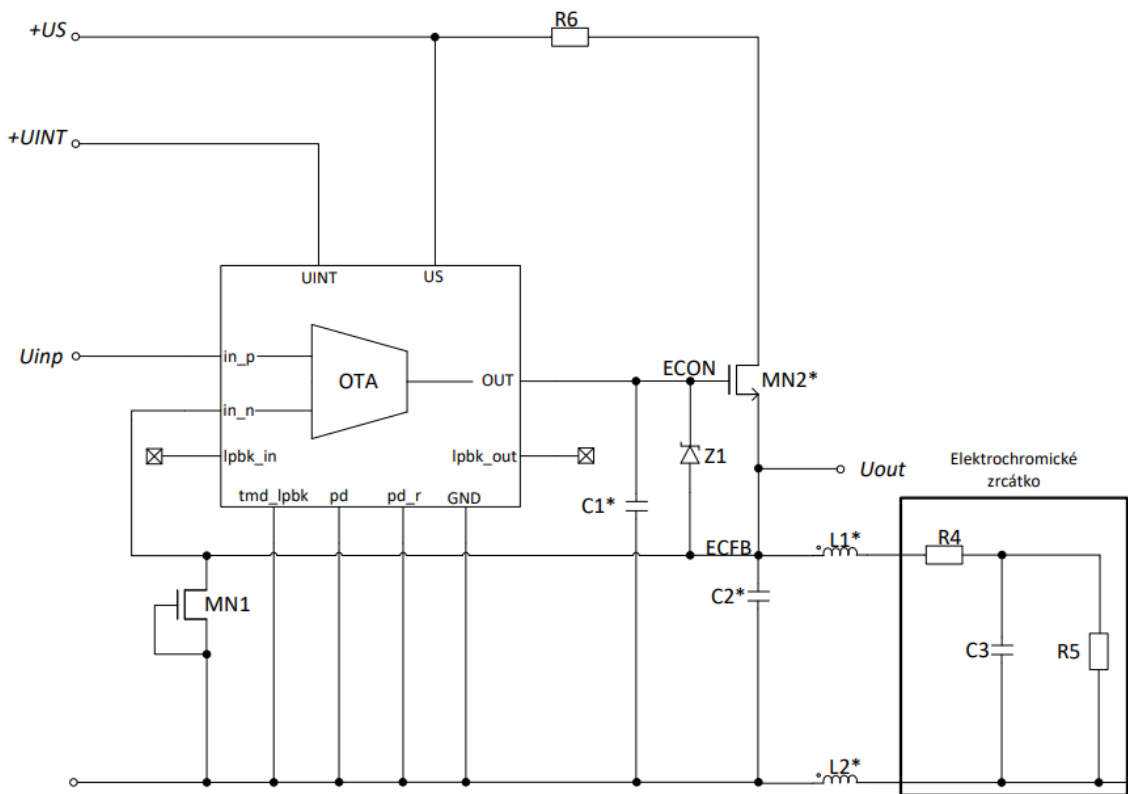 +US
R6
+UINT
UINT
US
Uinp
in_p
OTA
OUT
ECON
MN2*
in_n
lpbk_in
lpbk_out
Z1
Uout
Elektrochromické
zrcátko
tmd_lpbk
pd
pd_r
GND
C1*
ECFB
L1*
R4
MN1
C2*
C3
R5
L2*